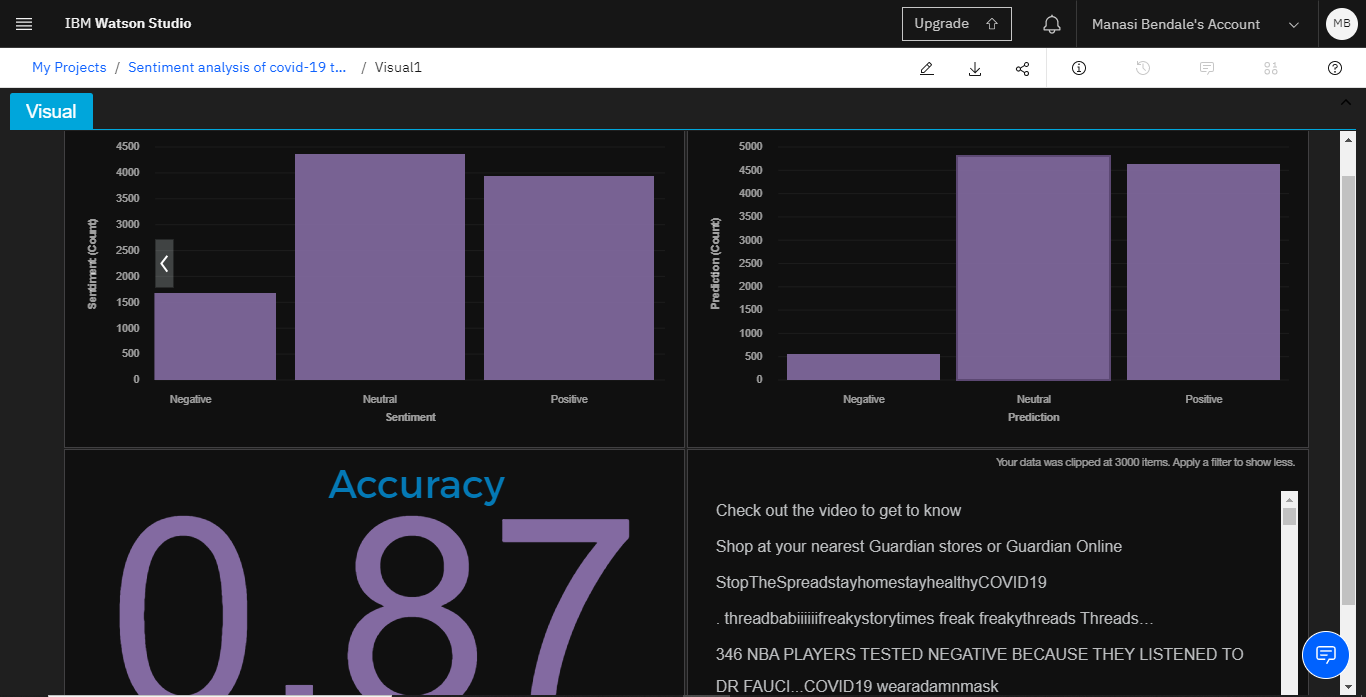 IBM Watson Studio
Upgrade
Manasi Bendale's Account
MB
My Projects / Sentiment analysis of covid-19 t... / Visual1
Visual
4500
4000
3500
3000
2500
2000
1500
1000
500
0
Sentiment (Count)
Negative
Neutral
Positive
Sentiment
5000
4500
4000
3500
3000
2500
2000
1500
1000
500
0
Prediction (Count)
Negative
Neutral
Positive
Prediction
Accuracy
0.87
Your data was clipped at 3000 items. Apply a filter to show less.
Check out the video to get to know
Shop at your nearest Guardian stores or Guardian Online
StopTheSpreadstayhomestayhealthyCOVID19
. threadbabiiiiiifreakystorytimes freak freakythreads Threads…
346 NBA PLAYERS TESTED NEGATIVE BECAUSE THEY LISTENED TO
DR FAUCI...COVID19 wearadamnmask